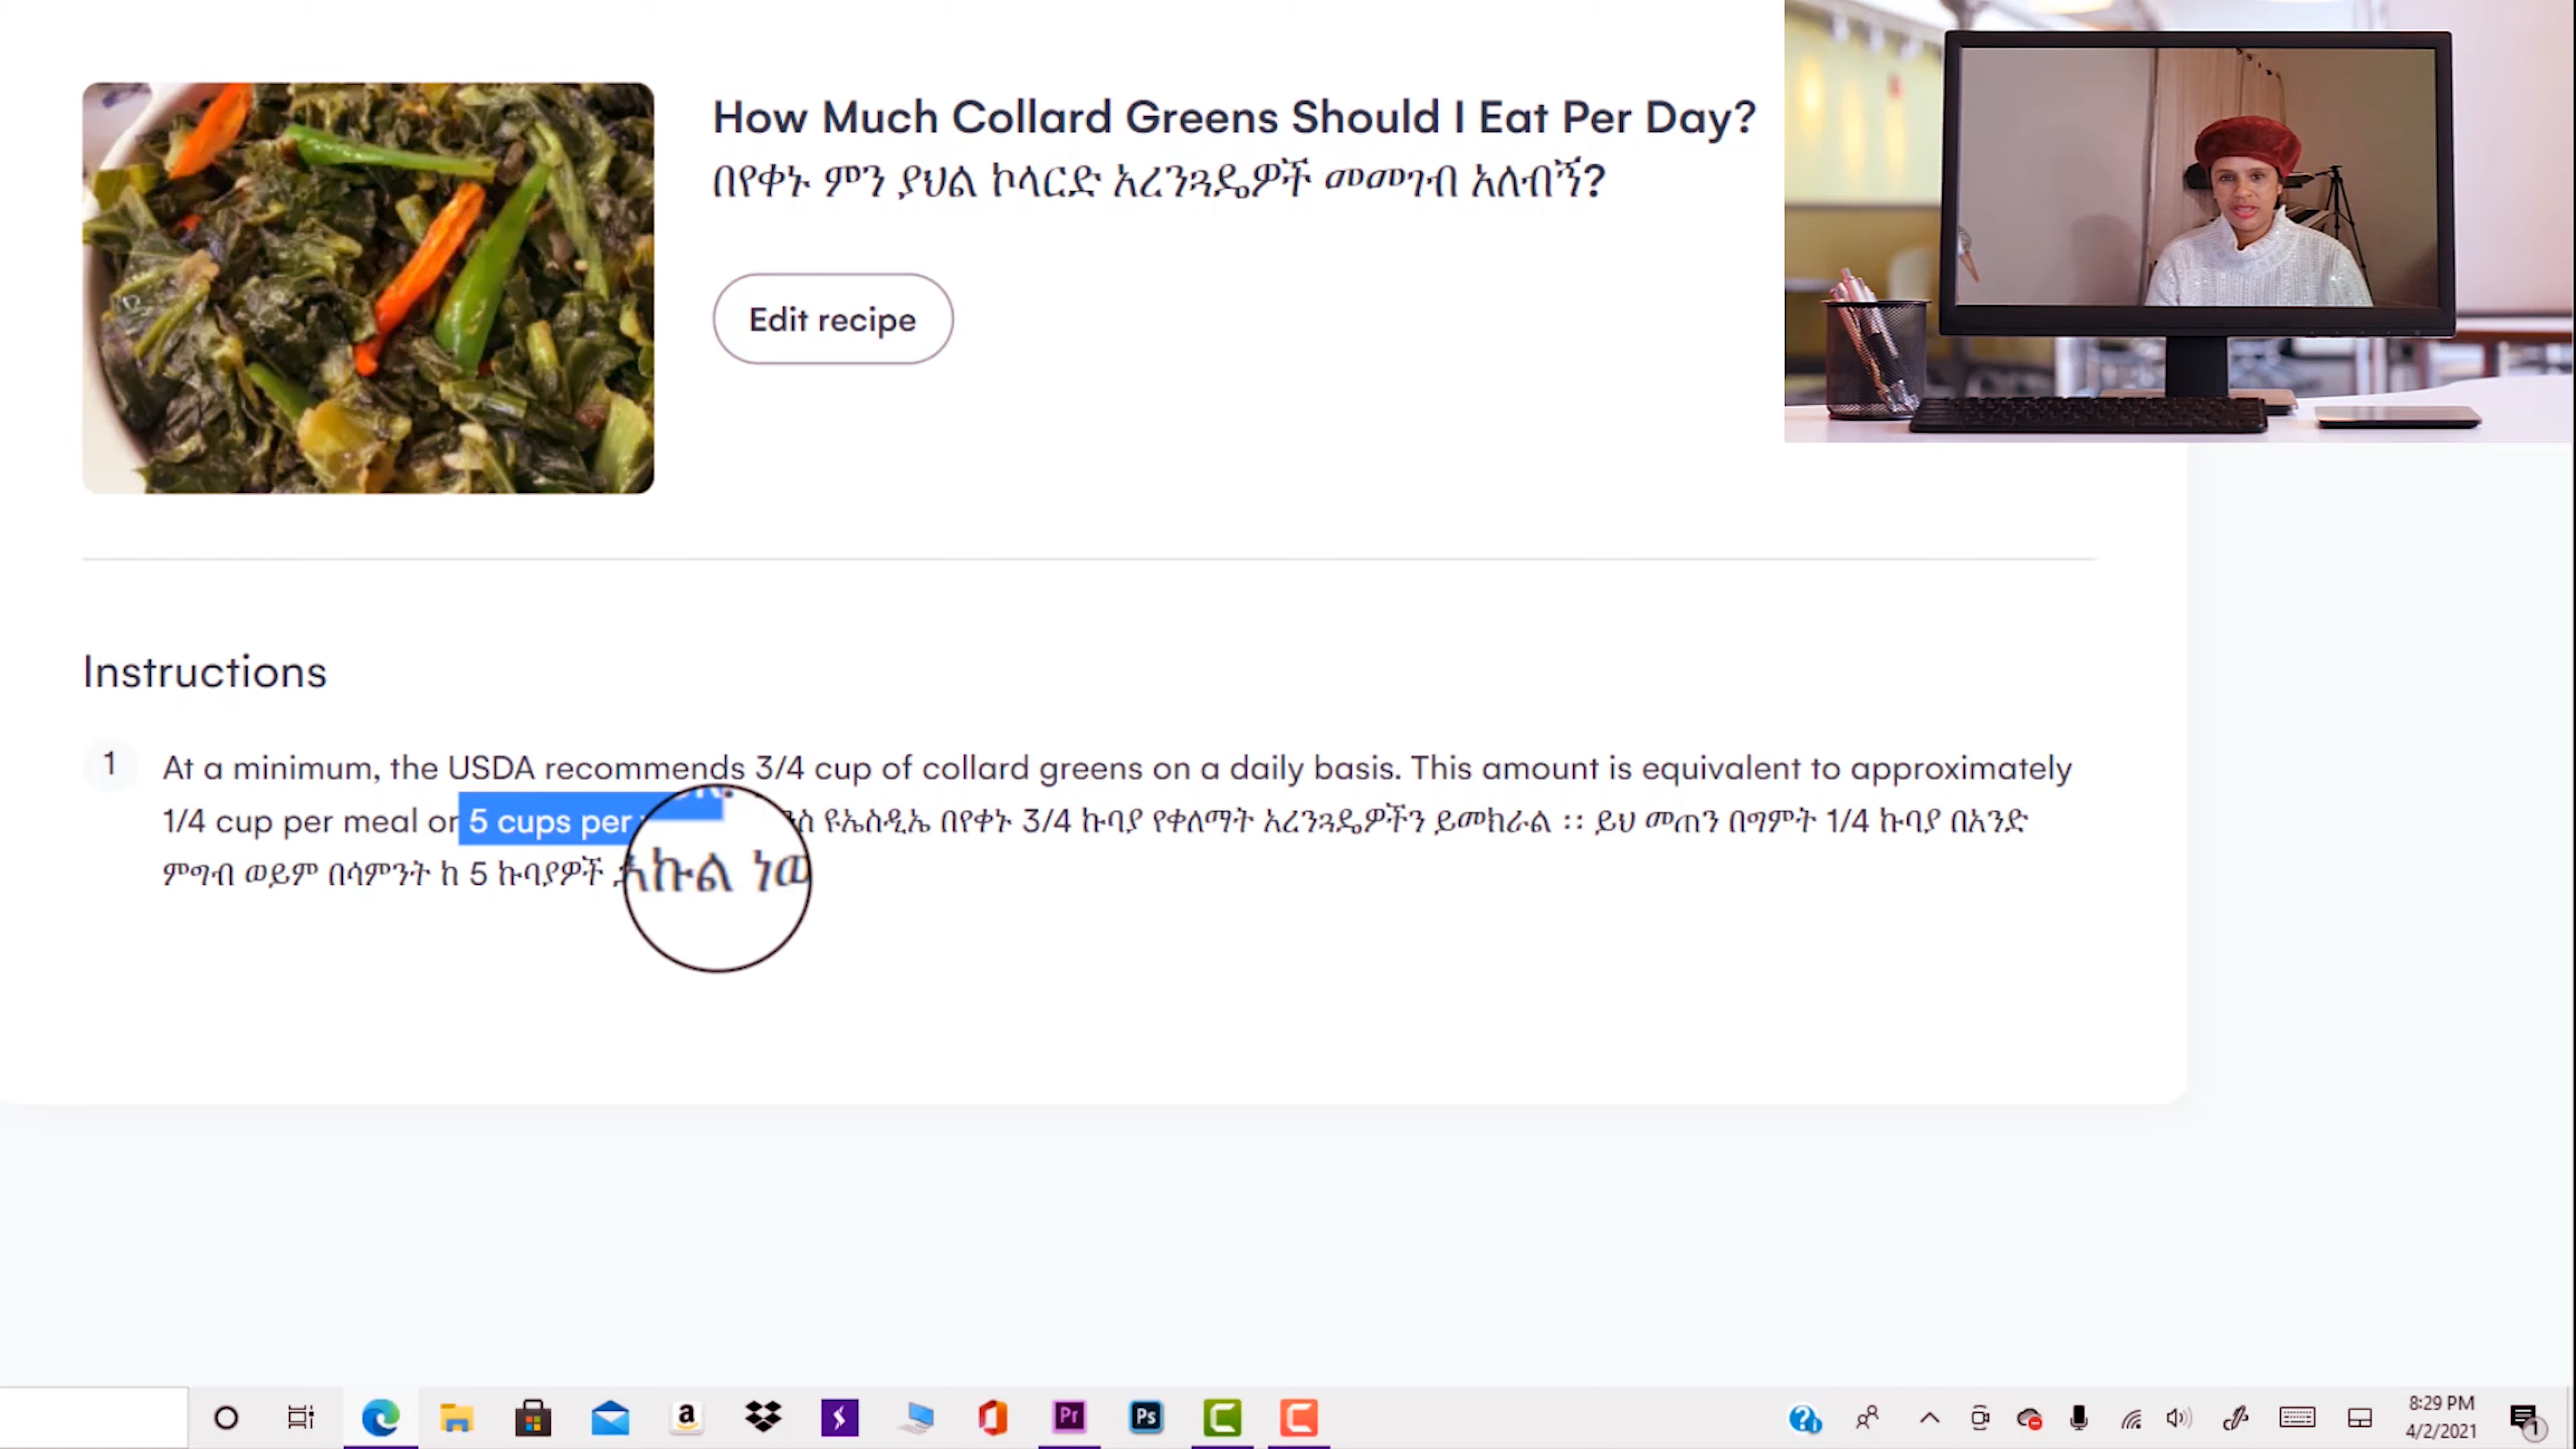 How Much Collard Greens Should I Eat Per Day?
በየቀኑ ምን ያህል ኮላርድ አረንጓዴዎች መመገብ አለብኝ?
Edit recipe
Instructions
1
At a minimum, the USDA recommends 3/4 cup of collard greens on a daily basis. This amount is equivalent to approximately
1/4 cup per meal or 5 cups per ዩኤስዲኤ በየቀኑ 3/4 ኩባያ የቀለማት አረንጓዴዎችን ይመክራል ፡፡ ይህ መጠን በግምት 1/4 ኩባያ በአንድ
ምግብ ወይም በሳምንት ከ 5 ኩባያዎች
a Pr Ps C C
8:29 PM
4/2/2021
1